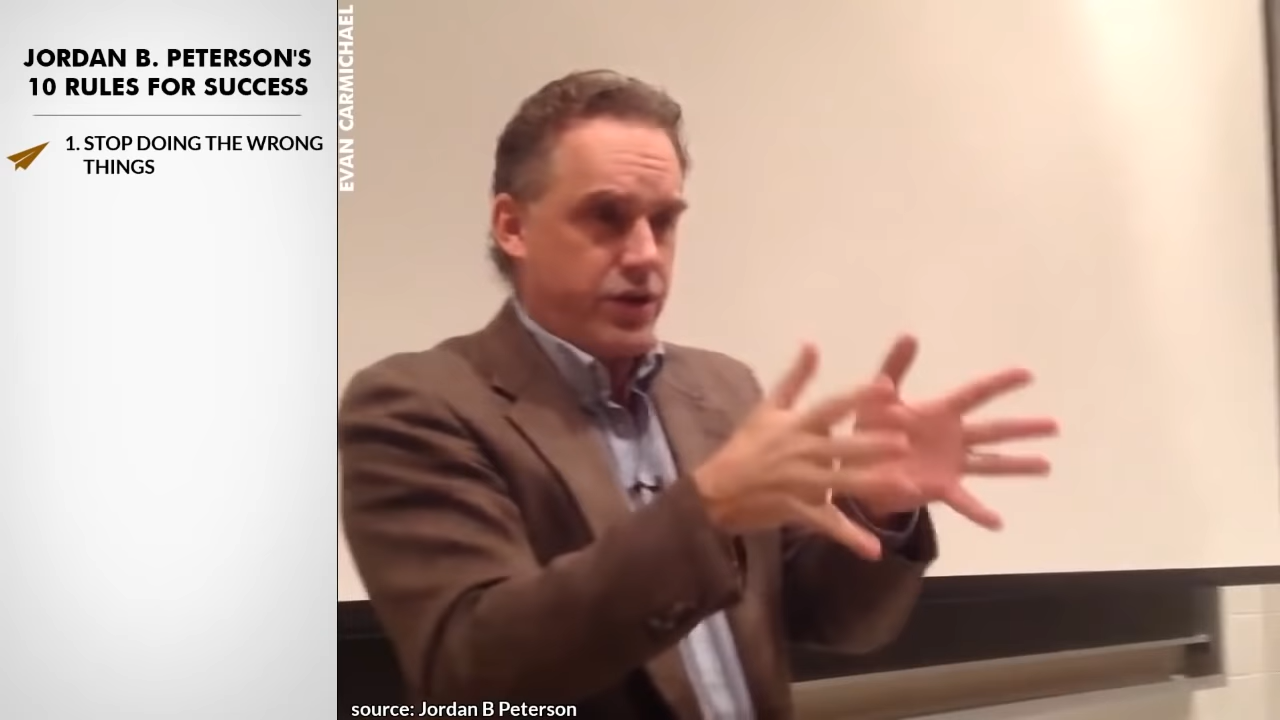 JORDAN B. PETERSON'S
10 RULES FOR SUCCESS
1. STOP DOING THE WRONG
THINGS
EVAN CARMICHAEL
source: Jordan B Peterson